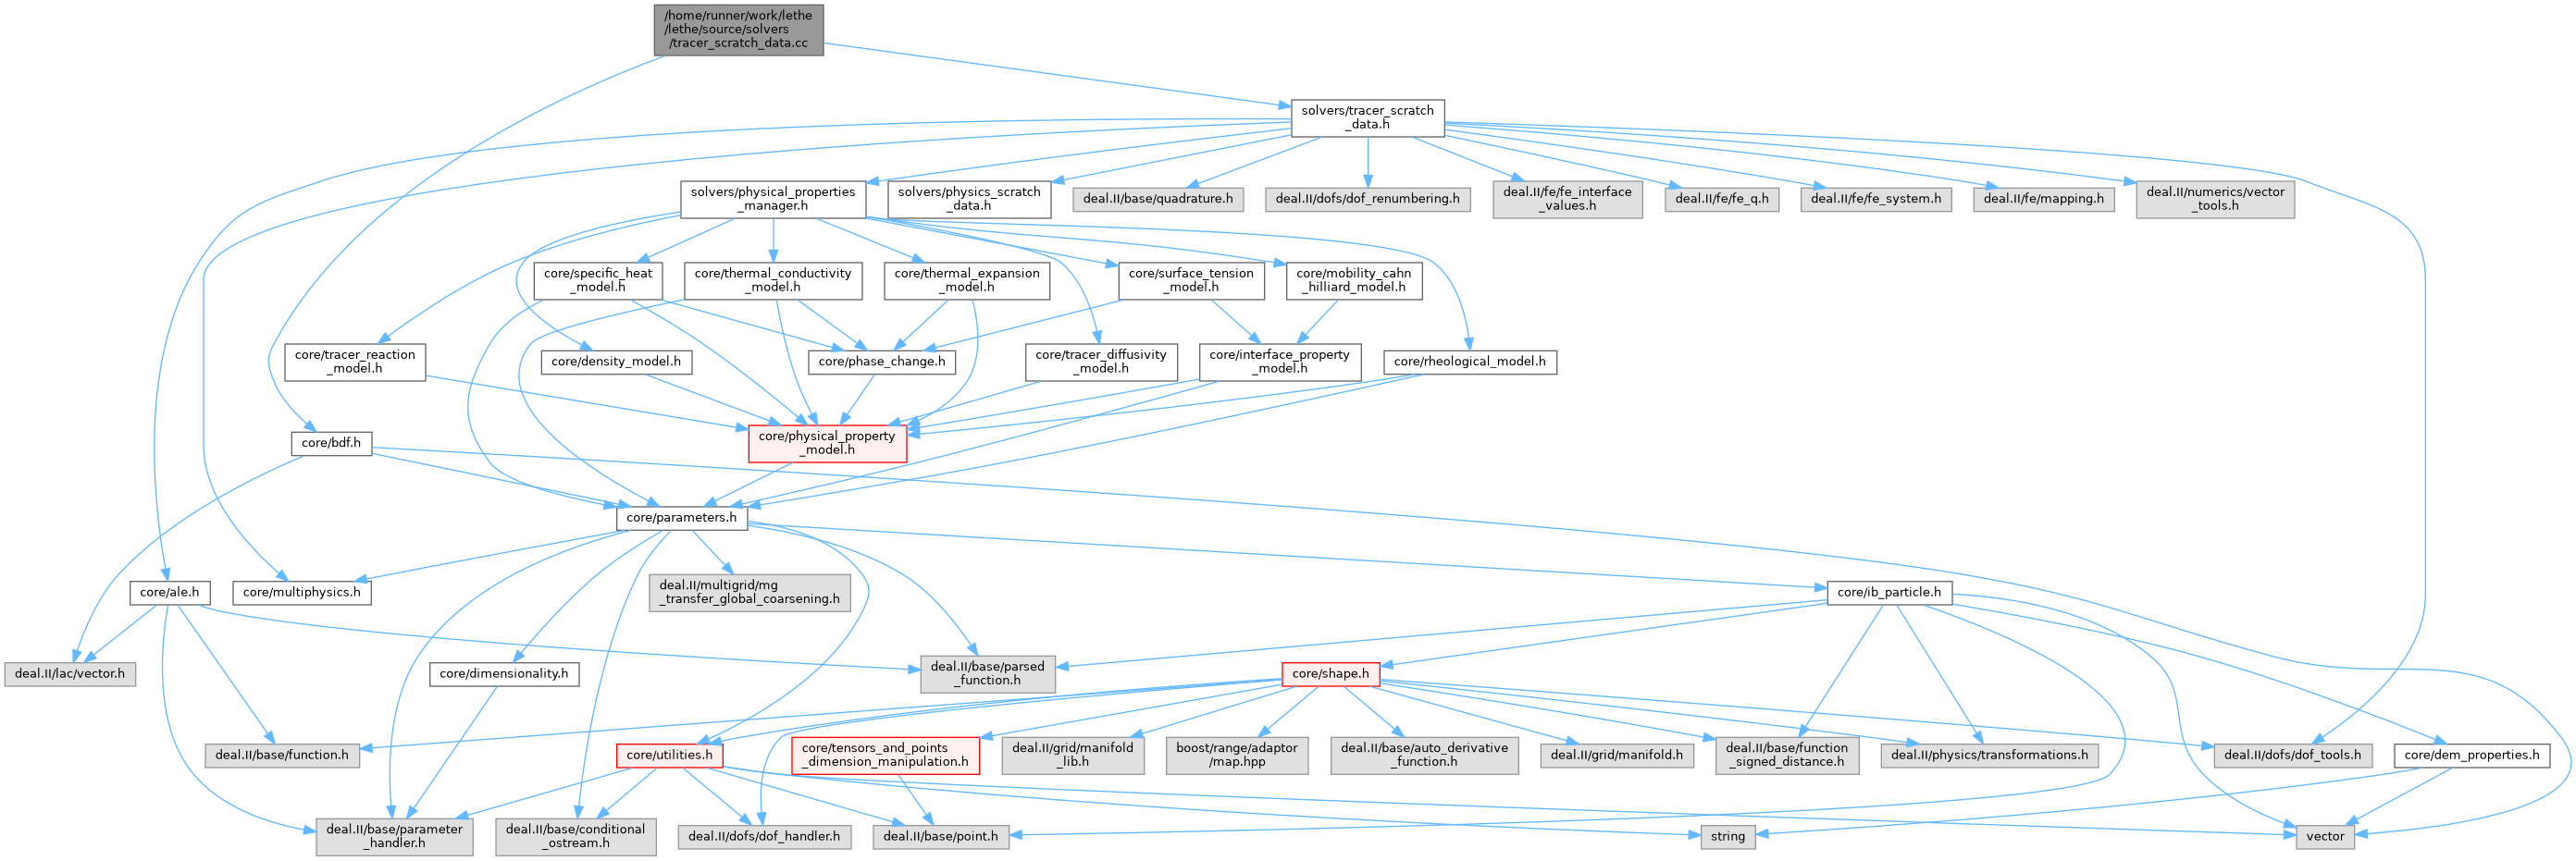 /home/runner/work/lethe
/lethe/source/solvers
/tracer_scratch_data.cc
solvers/tracer_scratch
_data.h
solvers/physical_properties
_manager.h
solvers/physics_scratch
_data.h
deal.II/base/quadrature.h
deal.II/dofs/dof_renumbering.h
deal.II/fe/fe_interface
_values.h
deal.II/fe/fe_q.h
deal.II/fe/fe_system.h
deal.II/fe/mapping.h
deal.II/numerics/vector
_tools.h
core/specific_heat
_model.h
core/thermal_conductivity
_model.h
core/thermal_expansion
_model.h
core/surface_tension
_model.h
core/mobility_cahn
_hilliard_model.h
core/tracer_reaction
_model.h
core/density_model.h
core/phase_change.h
core/tracer_diffusivity
_model.h
core/interface_property
_model.h
core/rheological_model.h
core/bdf.h
core/physical_property
_model.h
core/parameters.h
core/ale.h
core/multiphysics.h
deal.II/multigrid/mg
_transfer_global_coarsening.h
core/ib_particle.h
deal.II/lac/vector.h
core/dimensionality.h
deal.II/base/parsed
_function.h
core/shape.h
deal.II/base/function.h
core/utilities.h
core/tensors_and_points
_dimension_manipulation.h
deal.II/grid/manifold
_lib.h
boost/range/adaptor
/map.hpp
deal.II/base/auto_derivative
_function.h
deal.II/grid/manifold.h
deal.II/base/function
_signed_distance.h
deal.II/physics/transformations.h
deal.II/dofs/dof_tools.h
core/dem_properties.h
deal.II/base/parameter
_handler.h
deal.II/base/conditional
_ostream.h
deal.II/dofs/dof_handler.h
deal.II/base/point.h
string
vector